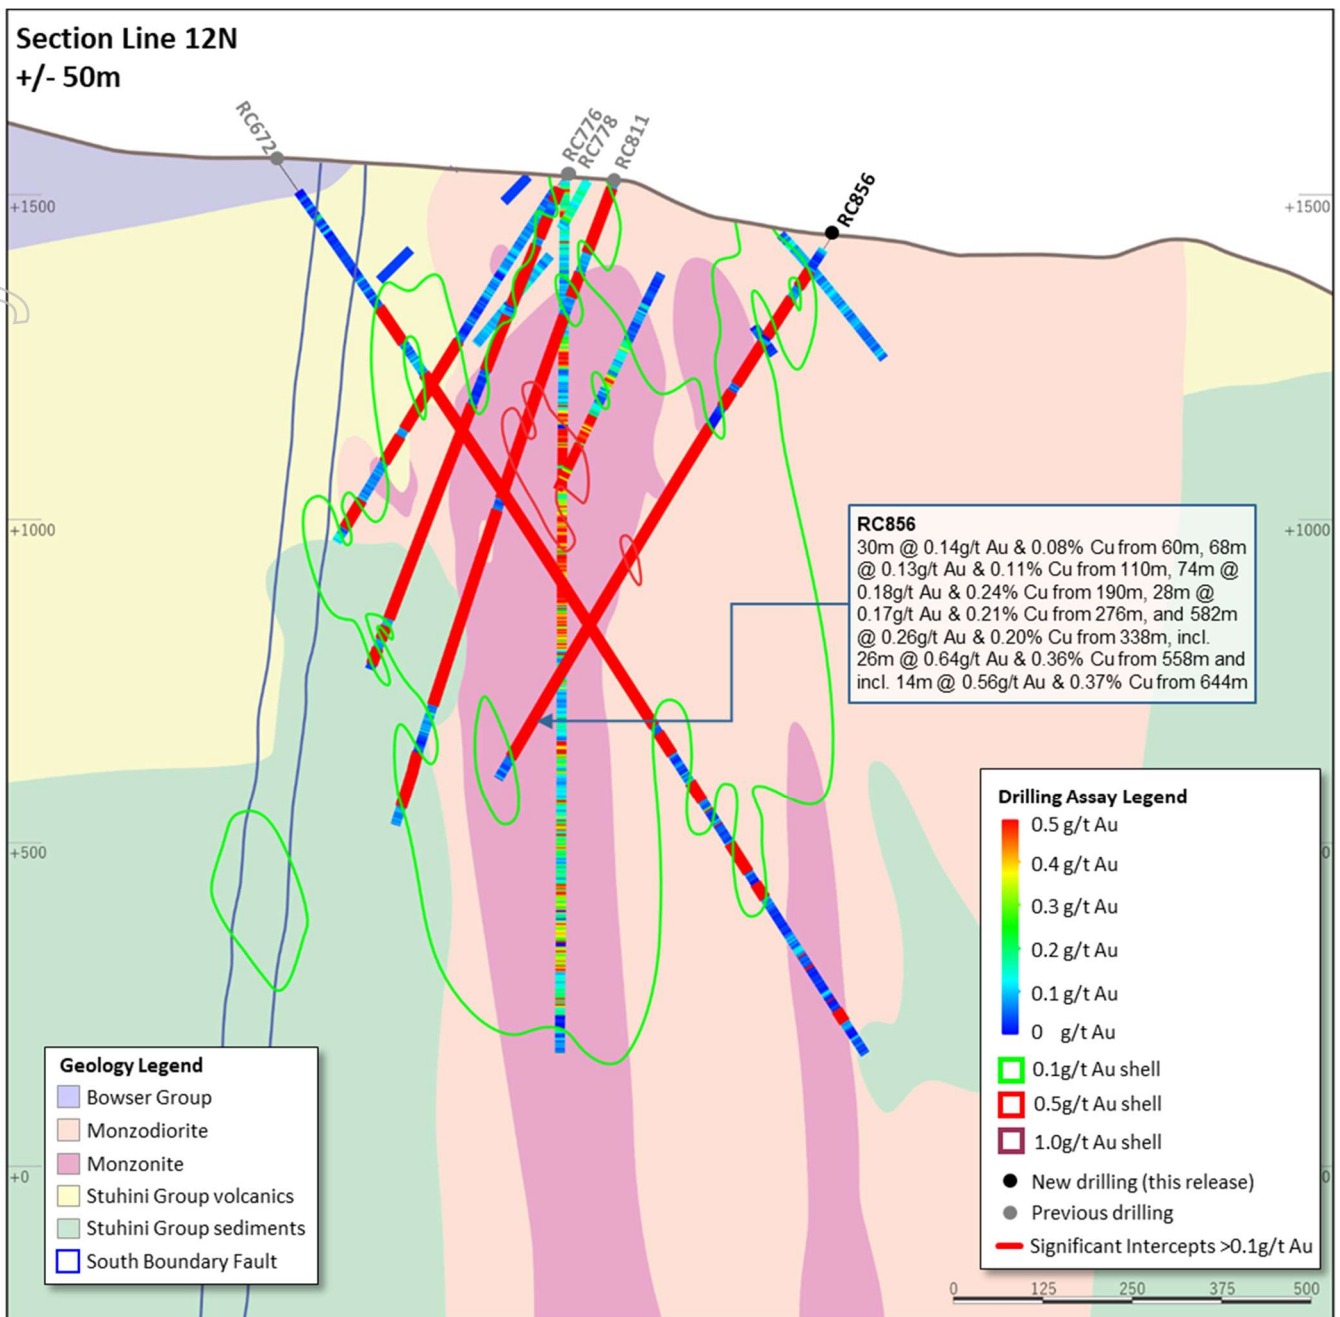 Section Line 12N
+/- 50m
RC672
RC776
RC778
RC811
RC856
+1500
+1500
+1000
+1000
RC856
30m @ 0.14g/t Au & 0.08% Cu from 60m, 68m
@ 0.13g/t Au & 0.11% Cu from 110m, 74m @
0.18g/t Au & 0.24% Cu from 190m, 28m @
0.17g/t Au & 0.21% Cu from 276m, and 582m
@ 0.26g/t Au & 0.20% Cu from 338m, incl.
26m @ 0.64g/t Au & 0.36% Cu from 558m and
incl. 14m @ 0.56g/t Au & 0.37% Cu from 644m
+500
0
Drilling Assay Legend
0.5 g/t Au
0.4 g/t Au
0.3 g/t Au
0.2 g/t Au
0.1 g/t Au
0 g/t Au
0.1g/t Au shell
0.5g/t Au shell
1.0g/t Au shell
New drilling (this release)
Previous drilling
Significant Intercepts >0.1g/t Au
Geology Legend
Bowser Group
Monzodiorite
Monzonite
Stuhini Group volcanics
Stuhini Group sediments
South Boundary Fault
+0
0
0 125 250 375 500